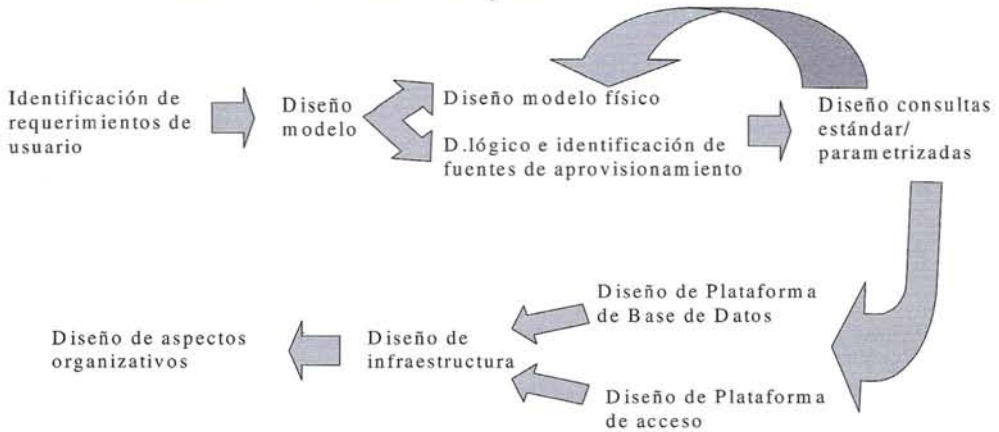 Identificación de
requerimientos de
usuario
Diseño
modelo
Diseño modelo físico
D.lógico e identificación de
fuentes de aprovisionamiento
Diseño consultas
estándar/
parametrizadas
Diseño de Plataforma
de Base de Datos
Diseño de Plataforma
de acceso
Diseño de
infraestructura
Diseño de aspectos
organizativos